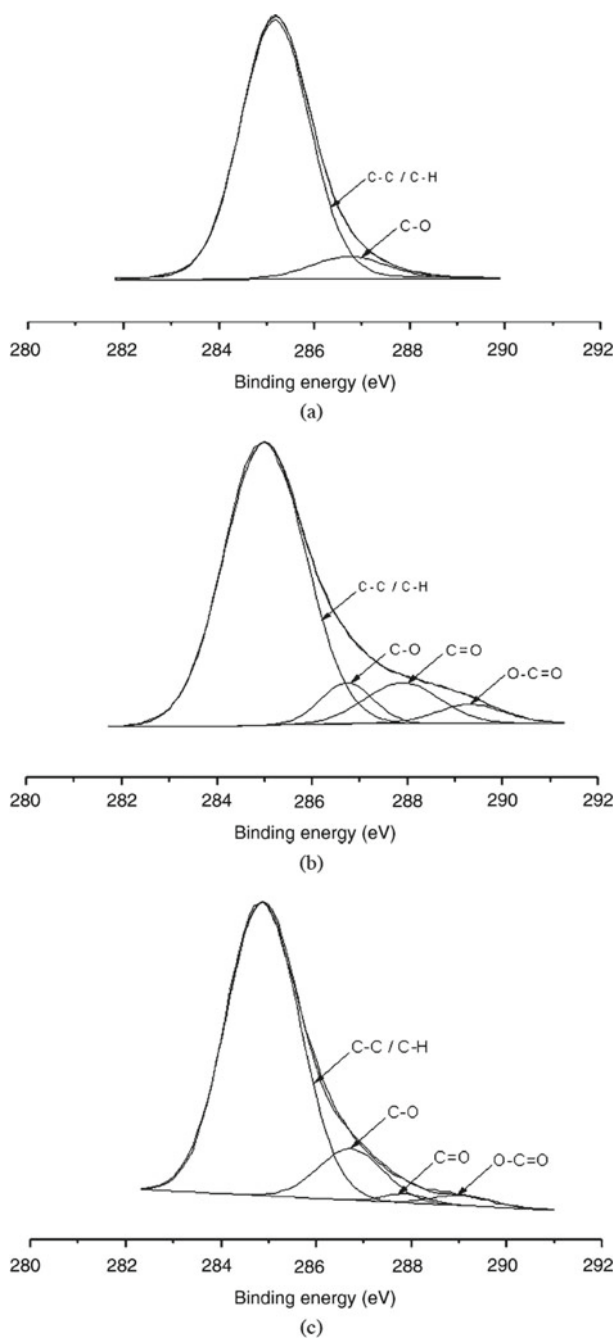 C-C / C-H
C-O
280 282 284 286 288 290 292
Binding energy (eV)
(a)
C-C / C-H
C-O
C=O
O-C=O
280 282 284 286 288 290 292
Binding energy (eV)
(b)
C-C / C-H
C-O
C=O
O-C=O
280 282 284 286 288 290 292
Binding energy (eV)
(c)